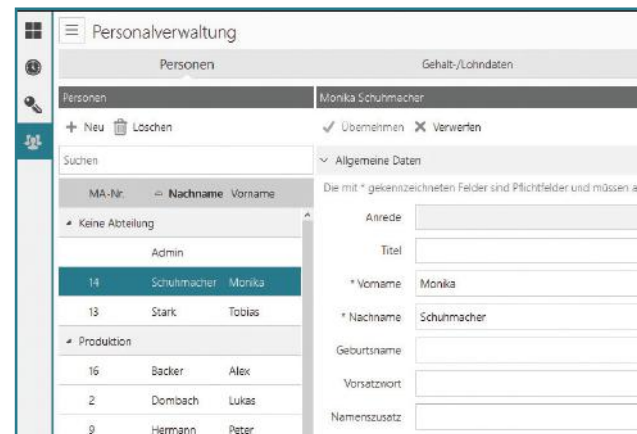 Personalverwaltung
Personen
Gehalt-/Lohndaten
Personen
Neu Löschen
Suchen
MA-Nr. Nachname Vorname
Keine Abteilung
Admin
14 Schuhmacher Monika
13 Stark Tobias
Produktion
16 Backer Alex
2 Dombach Lukas
9 Hermann Peter
Monika Schuhmacher
Übernehmen Verwerfen
Allgemeine Daten
Die mit * gekennzeichneten Felder sind Pflichtfelder und müssen a
Anrede
Titel
* Vorname Monika
* Nachname Schuhmacher
Geburtsname
Vorsatzwort
Namenszusatz